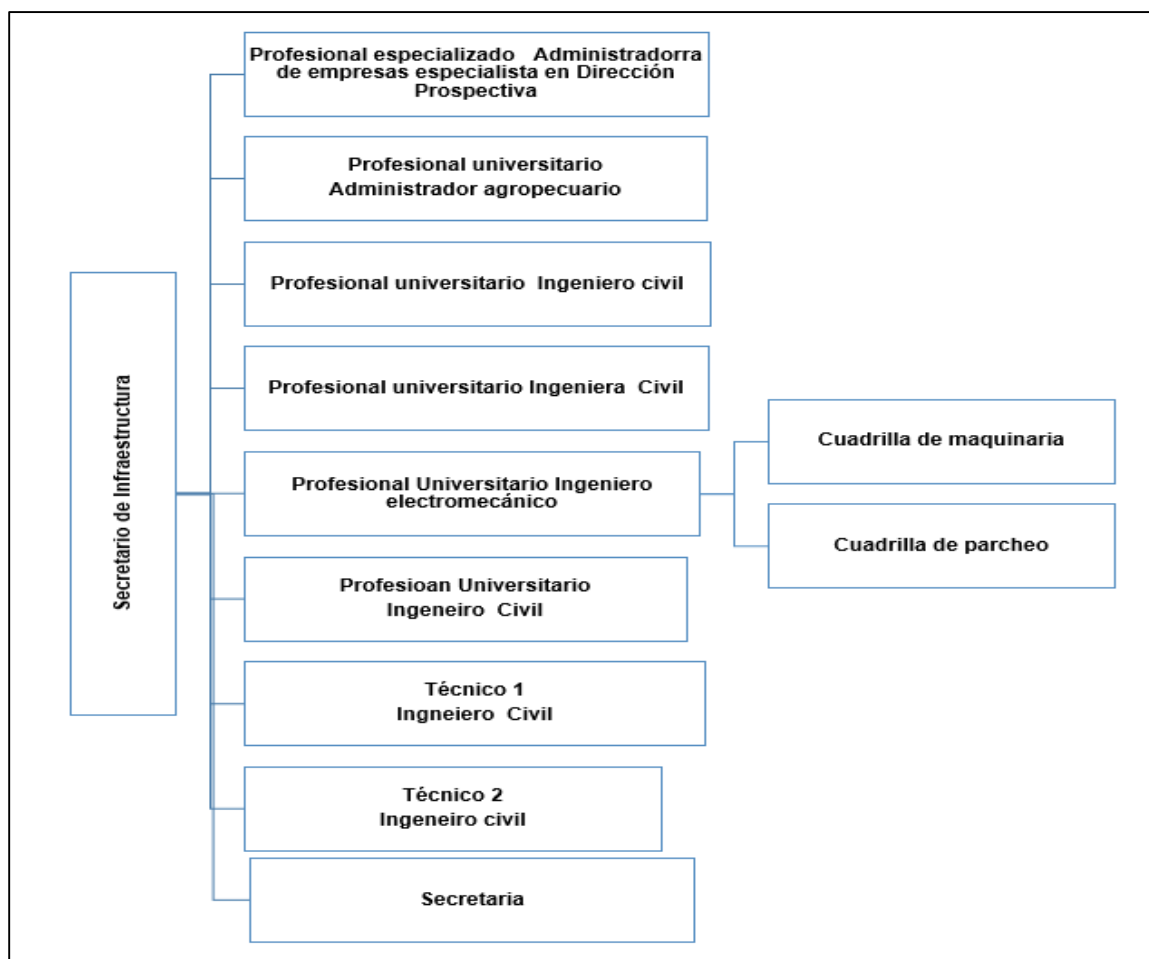 Profesional especializado   Administradorra
de empresas especialista en Dirección
Prospectiva
Profesional universitario
Administrador agropecuario
Profesional universitario  Ingeniero civil
Profesional universitario Ingeniera  Civil
Secretario de Infraestructura
Profesional Universitario Ingeniero
electromecánico
Cuadrilla de maquinaria
Cuadrilla de parcheo
Profesioan Universitario
Ingeneiro  Civil
Técnico 1
Ingneiero  Civil
Técnico 2
Ingeneiro civil
Secretaria